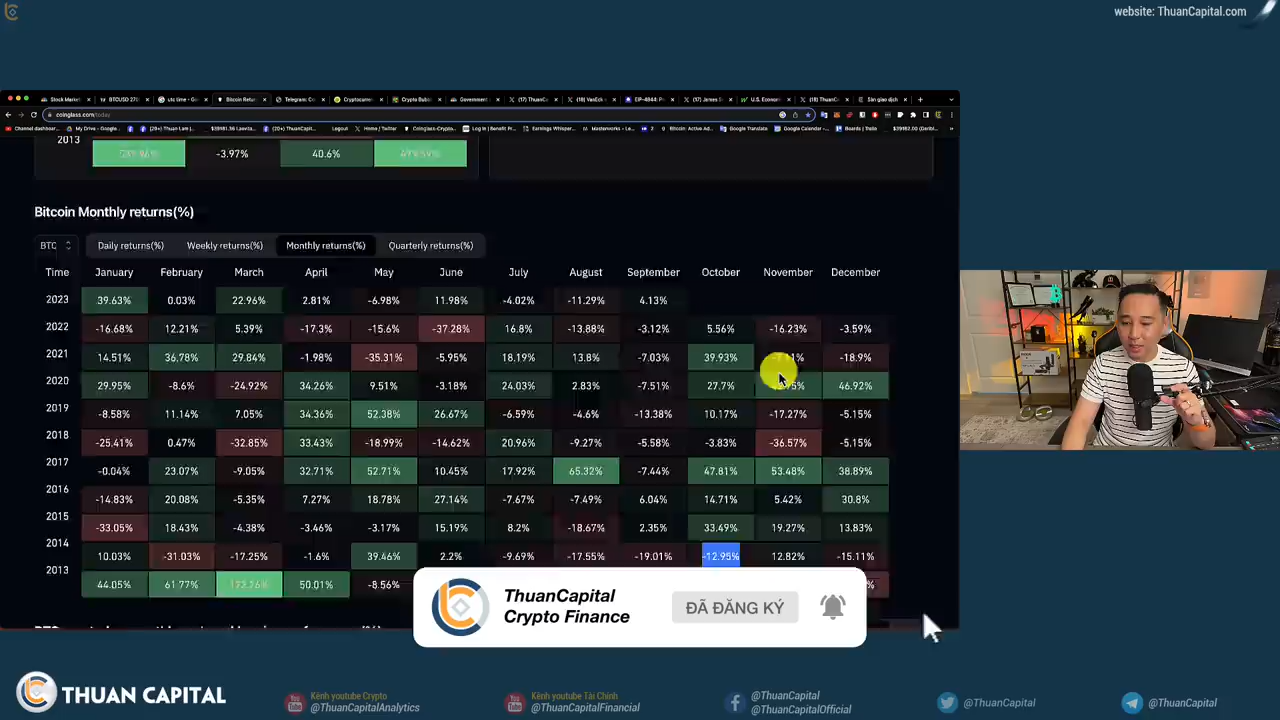 website: ThuanCapital.com
coinglass.com/today
2013 -3.97% 40.6%
Bitcoin Monthly returns(%)
BTC Daily returns(%) Weekly returns(%) Monthly returns(%) Quarterly returns(%)
Time January February March April May June July August September October November December
2023 39.63% 0.03% 22.96% 2.81% -6.98% 11.98% -4.02% -11.29% 4.13%
2022 -16.68% 12.21% 5.39% -17.3% -15.6% -37.28% 16.8% -13.88% -3.12% 5.56% -16.23% -3.59%
2021 14.51% 36.78% 29.84% -1.98% -35.31% -5.95% 18.19% 13.8% -7.03% 39.93% -18.9%
2020 29.95% -8.6% -24.92% 34.26% 9.51% -3.18% 24.03% 2.83% -7.51% 27.7% 46.92%
2019 -8.58% 11.14% 7.05% 34.36% 52.38% 26.67% -6.59% -4.6% -13.38% 10.17% -17.27% -5.15%
2018 -25.41% 0.47% -32.85% 33.43% -18.99% -14.62% 20.96% -9.27% -5.58% -3.83% -36.57% -5.15%
2017 -0.04% 23.07% -9.05% 32.71% 52.71% 10.45% 17.92% 65.32% -7.44% 47.81% 53.48% 38.89%
2016 -14.83% 20.08% -5.35% 7.27% 18.78% 27.14% -7.67% -7.49% 6.04% 14.71% 5.42% 30.8%
2015 -33.05% 18.43% -4.38% -3.46% -3.17% 15.19% 8.2% -18.67% 2.35% 33.49% 19.27% 13.83%
2014 10.03% -31.03% -17.25% -1.6% 39.46% 2.2% -9.69% -17.55% -19.01% -12.95% 12.82% -15.11%
2013 44.05% 61.77% 172.76% 50.01% -8.56%
ThuanCapital
Crypto Finance
ĐÃ ĐĂNG KÝ
THUAN CAPITAL
Kênh youtube Crypto
@ThuanCapitalAnalytics
Kênh youtube Tài Chính
@ThuanCapitalFinancial
@ThuanCapital
@ThuanCapitalOfficial
@ThuanCapital
@ThuanCapital